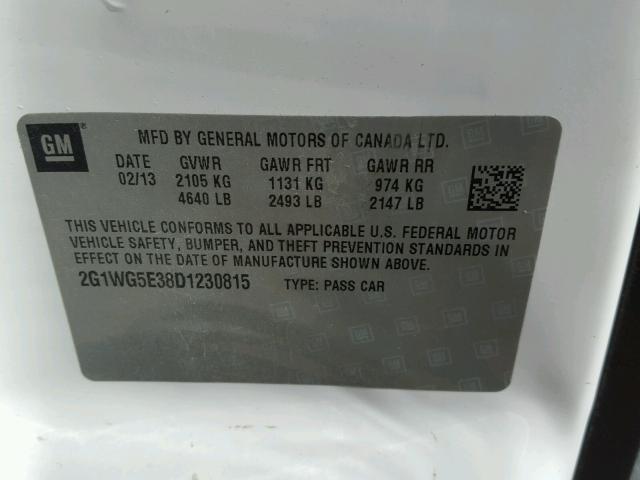 GM ®
MFD BY GENERAL MOTORS OF CANADA LTD.
DATE GVWR GAWR FRT GAWR RR
02/13 2105 KG 1131 KG 974 KG
4640 LB 2493 LB 2147 LB
THIS VEHICLE CONFORMS TO ALL APPLICABLE U.S. FEDERAL MOTOR
VEHICLE SAFETY, BUMPER, AND THEFT PREVENTION STANDARDS IN
EFFECT ON THE DATE OF MANUFACTURE SHOWN ABOVE.
2G1WG5E38D1230815 TYPE: PASS CAR